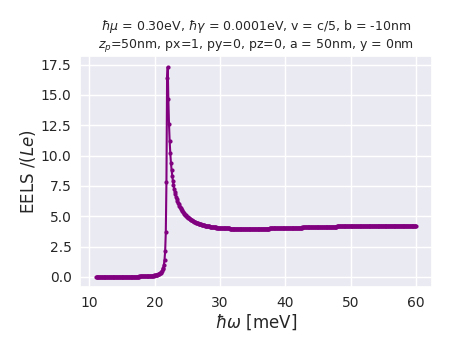 ℏμ = 0.30eV, ℏγ = 0.0001eV, v = c/5, b = -10nm
z_p=50nm, px=1, py=0, pz=0, a = 50nm, y = 0nm
17.5
15.0
12.5
10.0
7.5
5.0
2.5
0.0
EELS /(Le)
10 20 30 40 50 60
ℏω [meV]